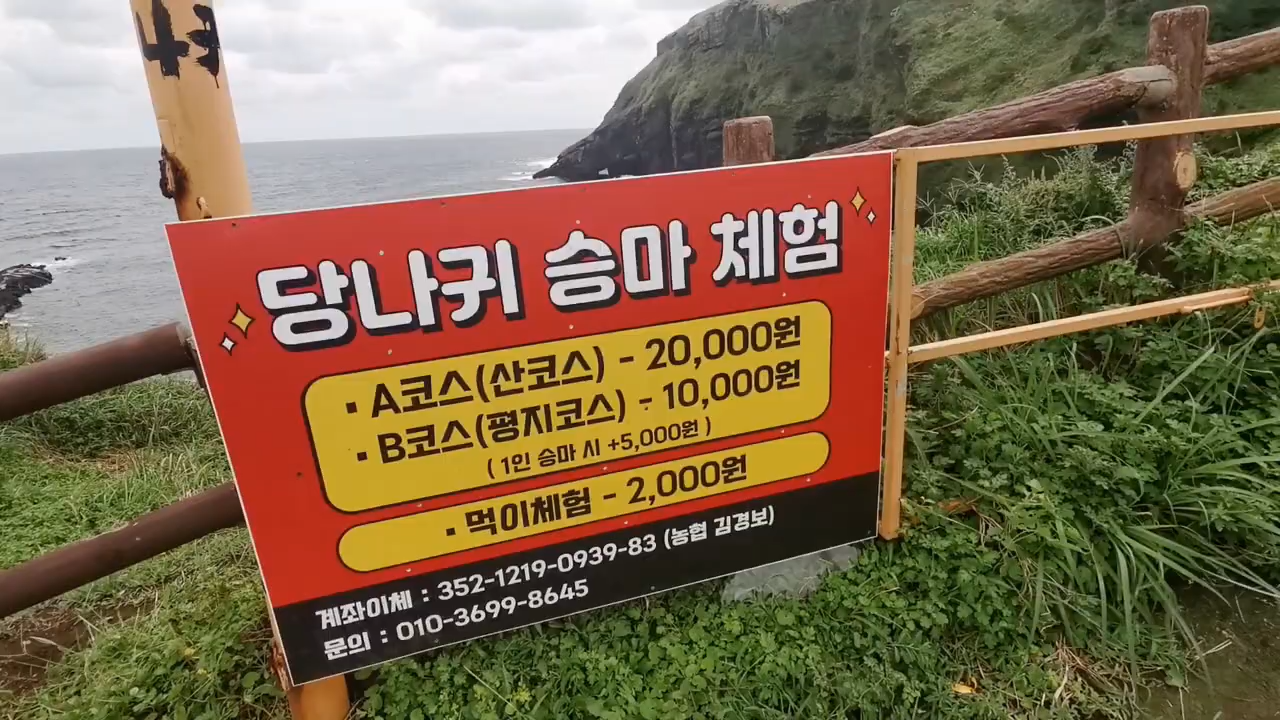 당나귀 승마 체험
· A코스(산코스) - 20,000원
· B코스(평지코스) - 10,000원
( 1인 승마 시 +5,000원 )
· 먹이체험 - 2,000원
계좌이체 : 352-1219-0939-83 (농협 김경보)
문의 : 010-3699-8645